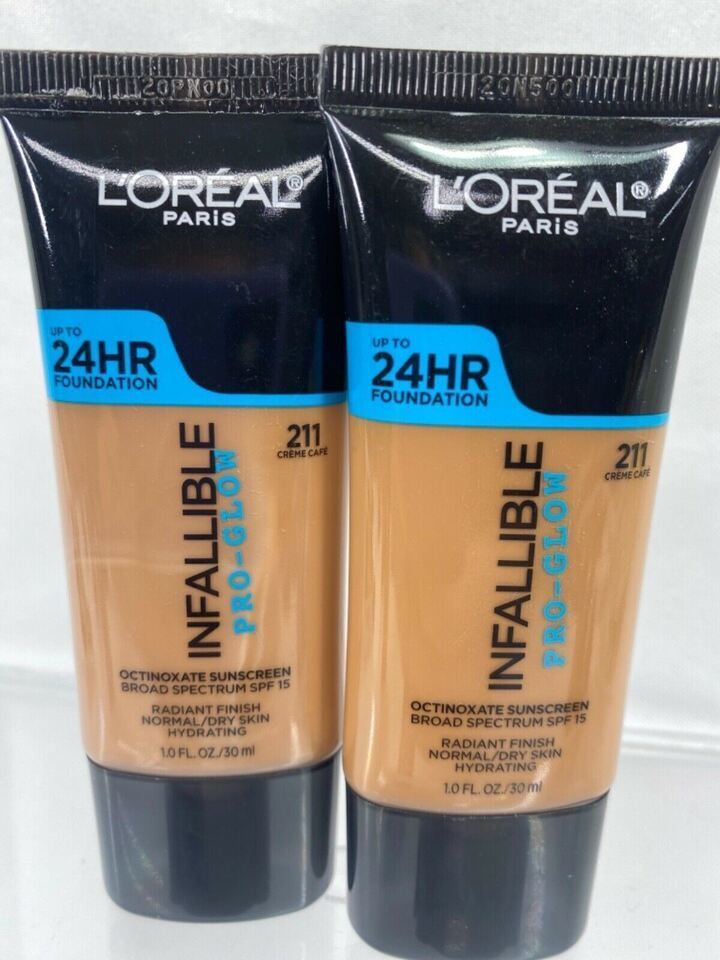 20PN00
L'ORÉAL®
PARiS
UP TO
24HR
FOUNDATION
211
CRÈME CAFÉ
INFALLIBLE
PRO-GLOW
OCTINOXATE SUNSCREEN
BROAD SPECTRUM SPF 15
RADIANT FINISH
NORMAL/DRY SKIN
HYDRATING
1.0 FL. OZ./30 ml
20N500
L'ORÉAL®
PARiS
UP TO
24HR
FOUNDATION
211
CRÈME CAFÉ
INFALLIBLE
PRO-GLOW
OCTINOXATE SUNSCREEN
BROAD SPECTRUM SPF 15
RADIANT FINISH
NORMAL/DRY SKIN
HYDRATING
1.0 FL. OZ./30 ml